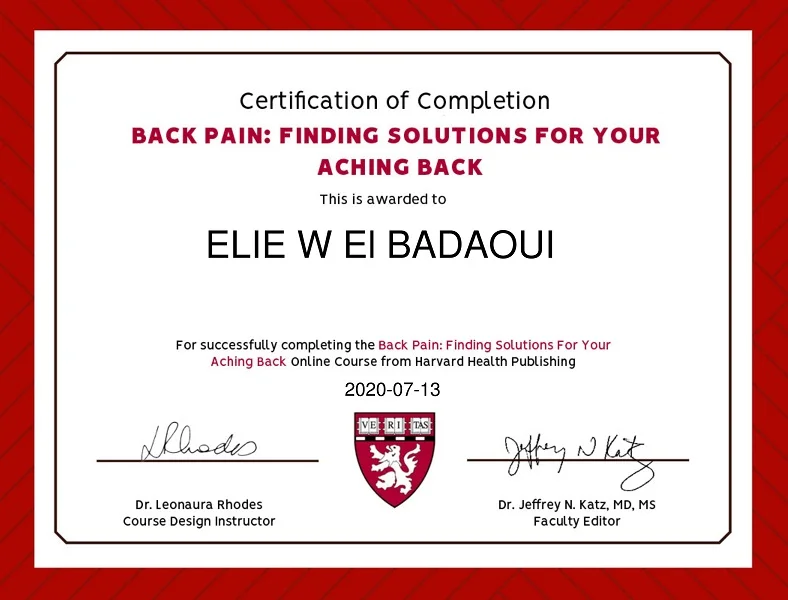 Certification of Completion
BACK PAIN: FINDING SOLUTIONS FOR YOUR
ACHING BACK
This is awarded to
ELIE W El BADAOUI
For successfully completing the Back Pain: Finding Solutions For Your
Aching Back Online Course from Harvard Health Publishing
2020-07-13
VE RI TAS
LRhodes
Jeffrey N Katz
Dr. Leonaura Rhodes
Course Design Instructor
Dr. Jeffrey N. Katz, MD, MS
Faculty Editor